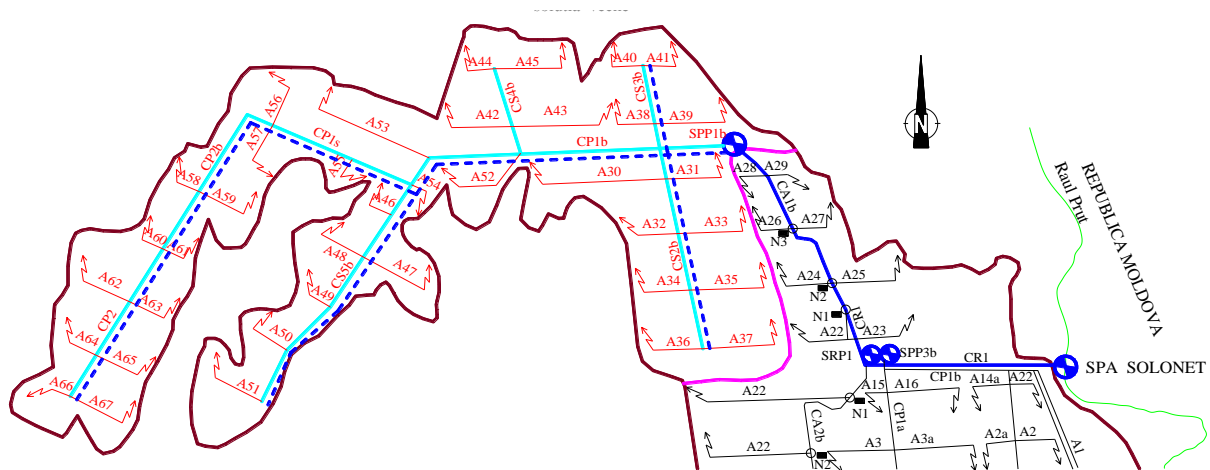 A44
A45
A40
A41
CS4b
CS3b
A56
A57
A53
A42
A43
A38
A39
CP1s
CP1b
SPP1b
N
CP2b
A58
A59
A54
A52
A30
A31
A28
A29
CA1b
A46
A32
A33
A26
A27
N3
REPUBLICA MOLDOVA
Raul Prut
A60
A61
A48
A47
CS5b
CS2b
A62
A63
A49
A34
A35
A24
A25
N2
CP2
N1
CR1
A64
A65
A50
A36
A37
A22
A23
SRP1
SPP3b
CR1
SPA SOLONET
A66
A67
A51
A22
A15
A16
CP1b
A14a
A22
N1
CA2b
CP1a
A22
N2
A3
A3a
A2a
A2
A1